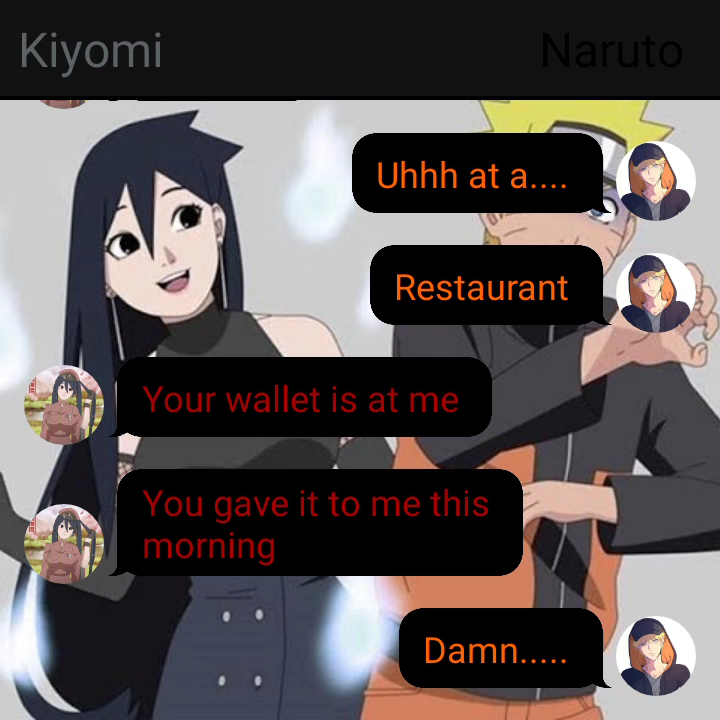 Kiyomi
Naruto
Uhhh at a....
Restaurant
Your wallet is at me
You gave it to me this
morning
Damn.....